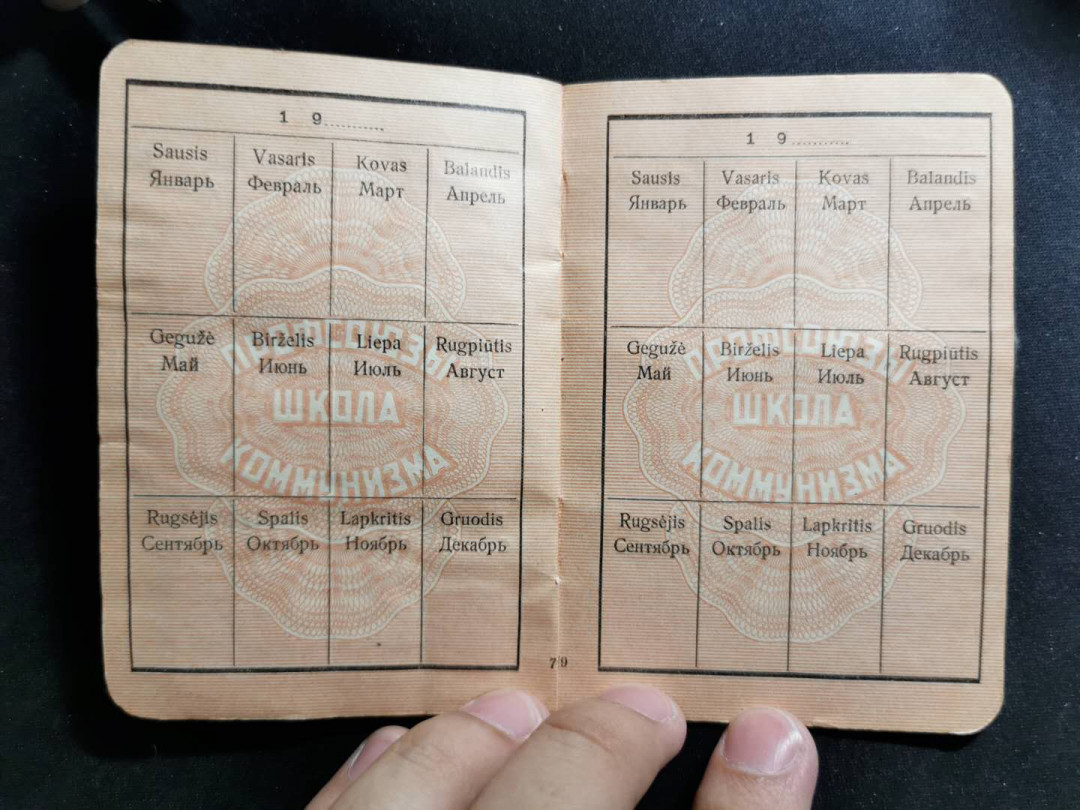 1 9...........
Sausis Vasaris Kovas Balandis
Январь Февраль Март Апрель
Gegužė Birželis Liepa Rugpiūtis
Май Июнь Июль Август
Rugsėjis Spalis Lapkritis Gruodis
Сентябрь Октябрь Ноябрь Декабрь
ПРОФСОЮЗЫ
ШКОЛА
КОММУНИЗМА
79
1 9...........
Sausis Vasaris Kovas Balandis
Январь Февраль Март Апрель
Gegužė Birželis Liepa Rugpiūtis
Май Июнь Июль Август
Rugsėjis Spalis Lapkritis Gruodis
Сентябрь Октябрь Ноябрь Декабрь
ПРОФСОЮЗЫ
ШКОЛА
КОММУНИЗМА